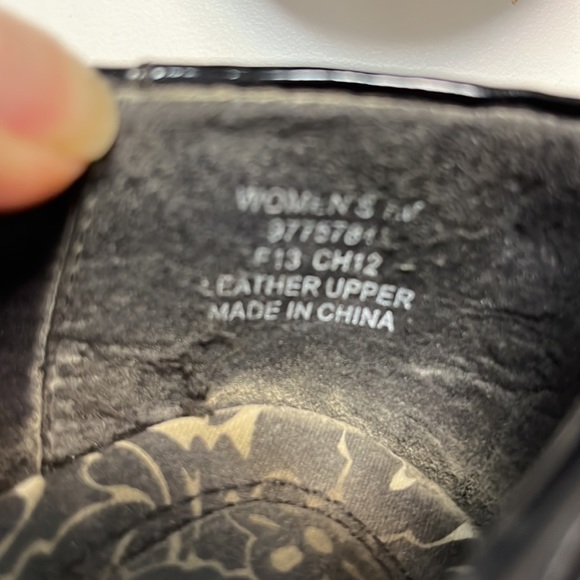 WOMEN'S
F13 CH12
LEATHER UPPER
MADE IN CHINA